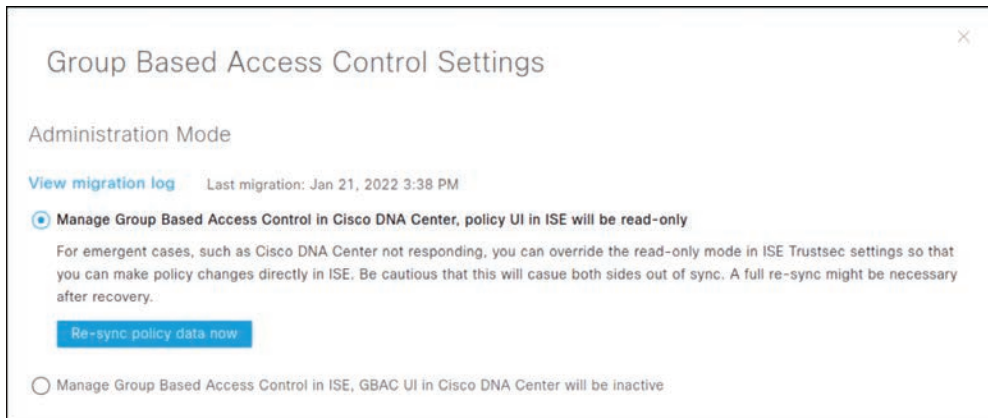 Group Based Access Control Settings
Administration Mode
View migration log Last migration: Jan 21, 2022 3:38 PM
Manage Group Based Access Control in Cisco DNA Center, policy UI in ISE will be read-only
For emergent cases, such as Cisco DNA Center not responding, you can override the read-only mode in ISE Trustsec settings so that
you can make policy changes directly in ISE. Be cautious that this will casue both sides out of sync. A full re-sync might be necessary
after recovery.
Re-sync policy data now
Manage Group Based Access Control in ISE, GBAC UI in Cisco DNA Center will be inactive